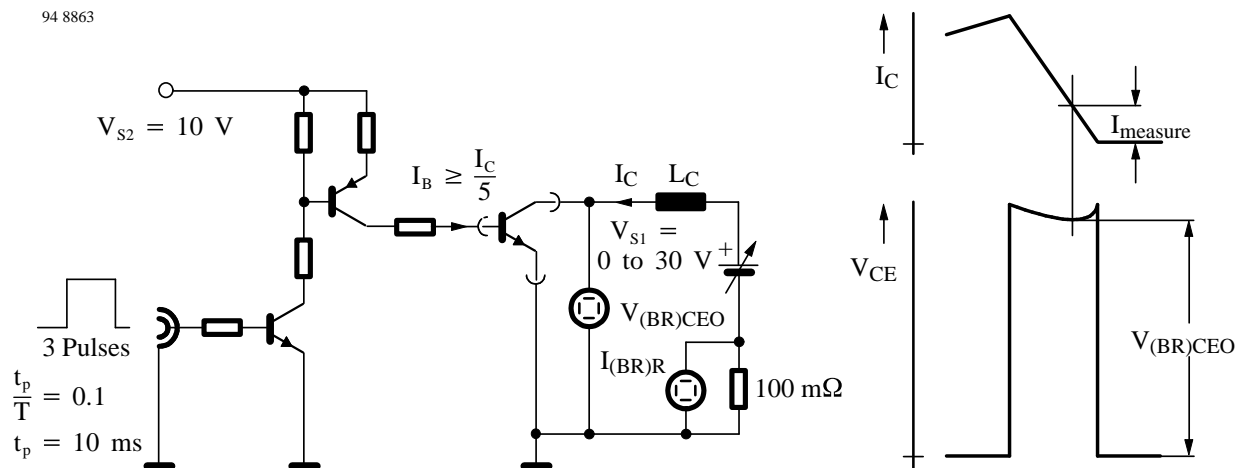 94 8863
V_S2 = 10 V
I_B ≥ I_C/5
I_C
L_C
V_S1 =
0 to 30 V
+
V_(BR)CEO
I_(BR)R
100 mΩ
3 Pulses
t_p/T = 0.1
t_p = 10 ms
I_C
I_measure
V_CE
V_(BR)CEO